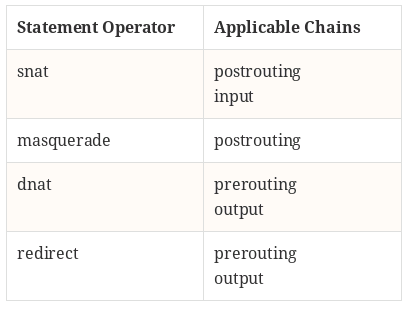 Statement Operator Applicable Chains
snat postrouting
input
masquerade postrouting
dnat prerouting
output
redirect prerouting
output